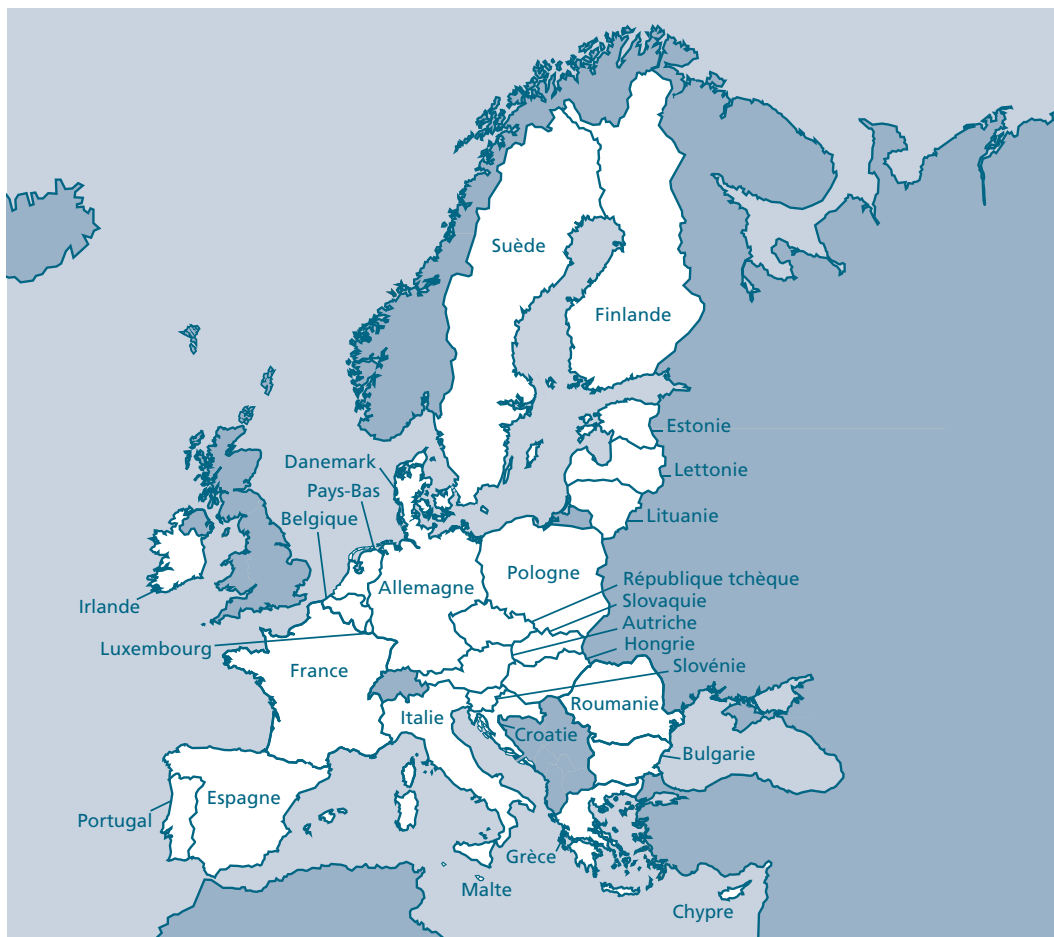 Suède
Finlande
Estonie
Danemark
Lettonie
Pays-Bas
Belgique
Lituanie
Pologne
République tchèque
Allemagne
Slovaquie
Irlande
Autriche
Hongrie
Luxembourg
Slovénie
France
Roumanie
Italie
Croatie
Bulgarie
Espagne
Portugal
Grèce
Malte
Chypre